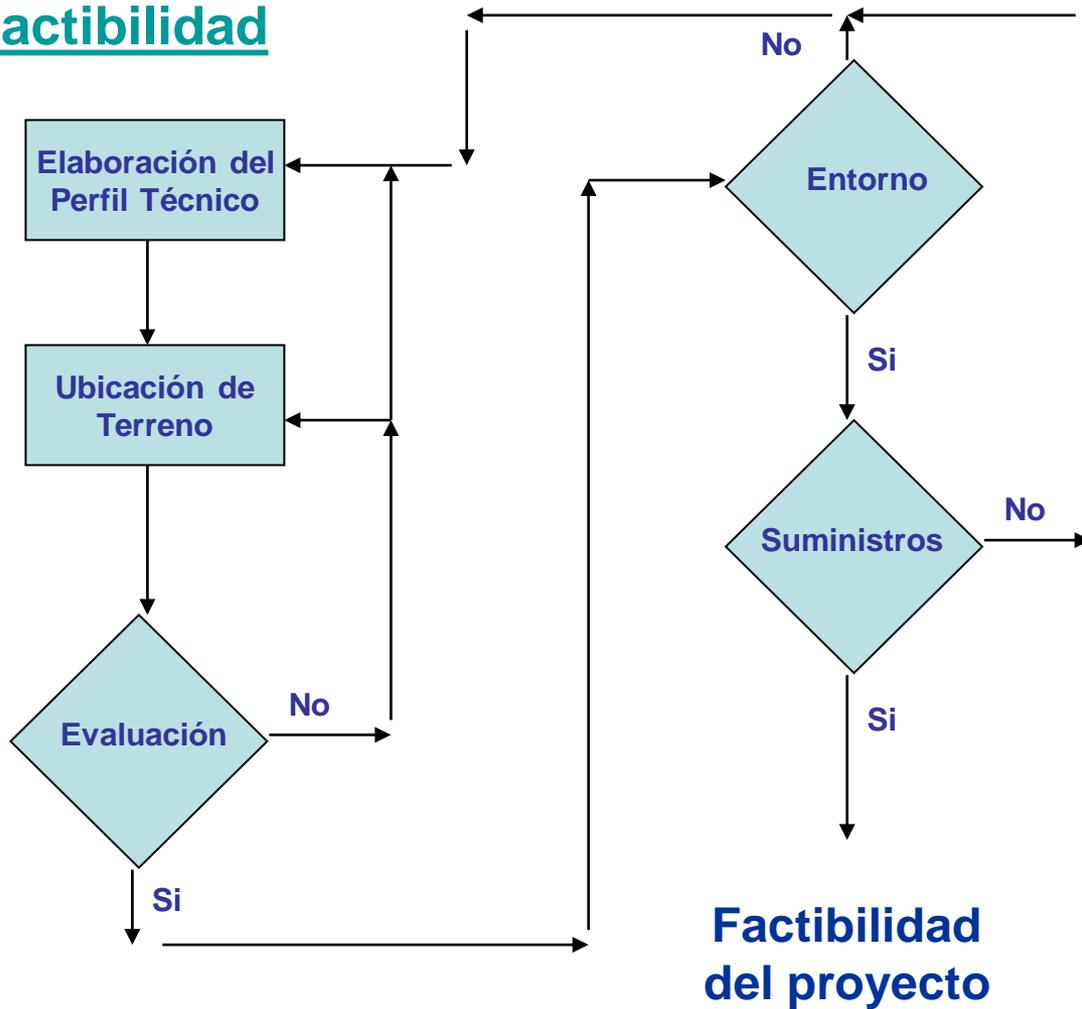 actibilidad
No
Elaboración del
Perfil Técnico
Entorno
Si
Ubicación de
Terreno
No
Suministros
No
Evaluación
Si
Si
Factibilidad
del proyecto